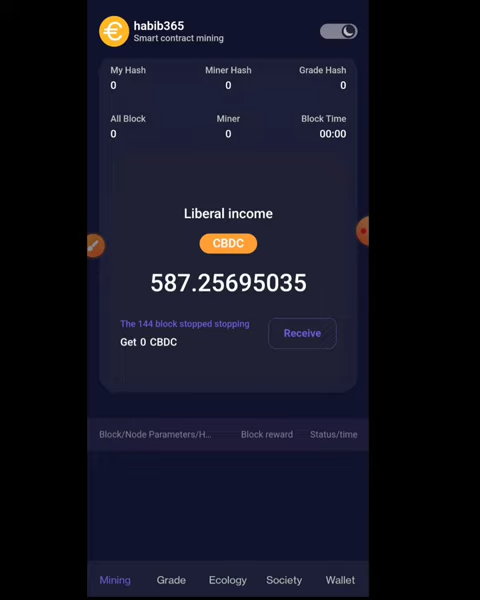 habib365
Smart contract mining
My Hash Miner Hash Grade Hash
0 0 0
All Block Miner Block Time
0 0 00:00
Liberal income
CBDC
587.25695035
The 144 block stopped stopping
Get 0 CBDC
Receive
Block/Node Parameters/H... Block reward Status/time
Mining Grade Ecology Society Wallet